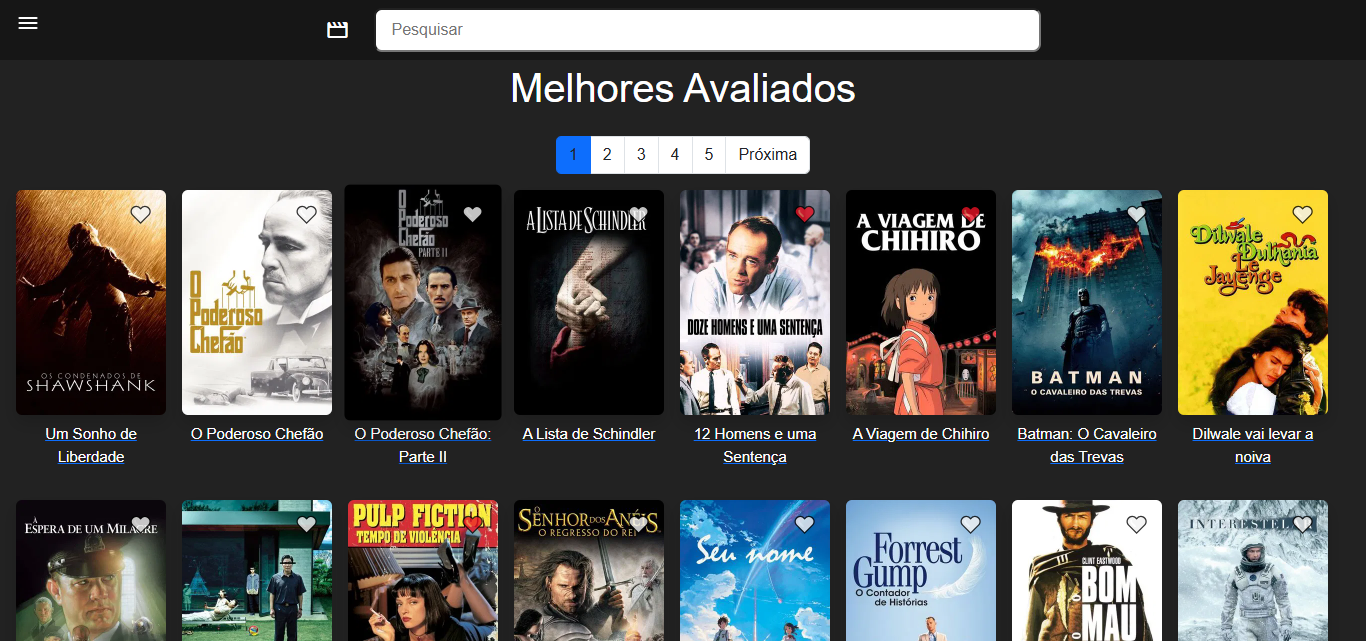 Pesquisar
Melhores Avaliados
1 2 3 4 5 Próxima
OS CONDENADOS DE
SHAWSHANK
O
Poderoso
Chefão
O
Poderoso
Chefão
PARTE II
A LISTA DE SCHINDLER
DOZE HOMENS E UMA SENTENÇA
A VIAGEM DE
CHIHIRO
BATMAN
O CAVALEIRO DAS TREVAS
Dilwale
Dulhania
Le
Jayenge
Um Sonho de
Liberdade
O Poderoso Chefão
O Poderoso Chefão:
Parte II
A Lista de Schindler
12 Homens e uma
Sentença
A Viagem de Chihiro
Batman: O Cavaleiro
das Trevas
Dilwale vai levar a
noiva
À
ESPERA DE UM MILAGRE
PULP FICTION
TEMPO DE VIOLÊNCIA
O
SENHOR DOS ANÉIS
O REGRESSO DO REI
Seu nome
Forrest
Gump
O Contador
de Histórias
CLINT EASTWOOD
O
BOM
O
MAU
INTERESTELAR